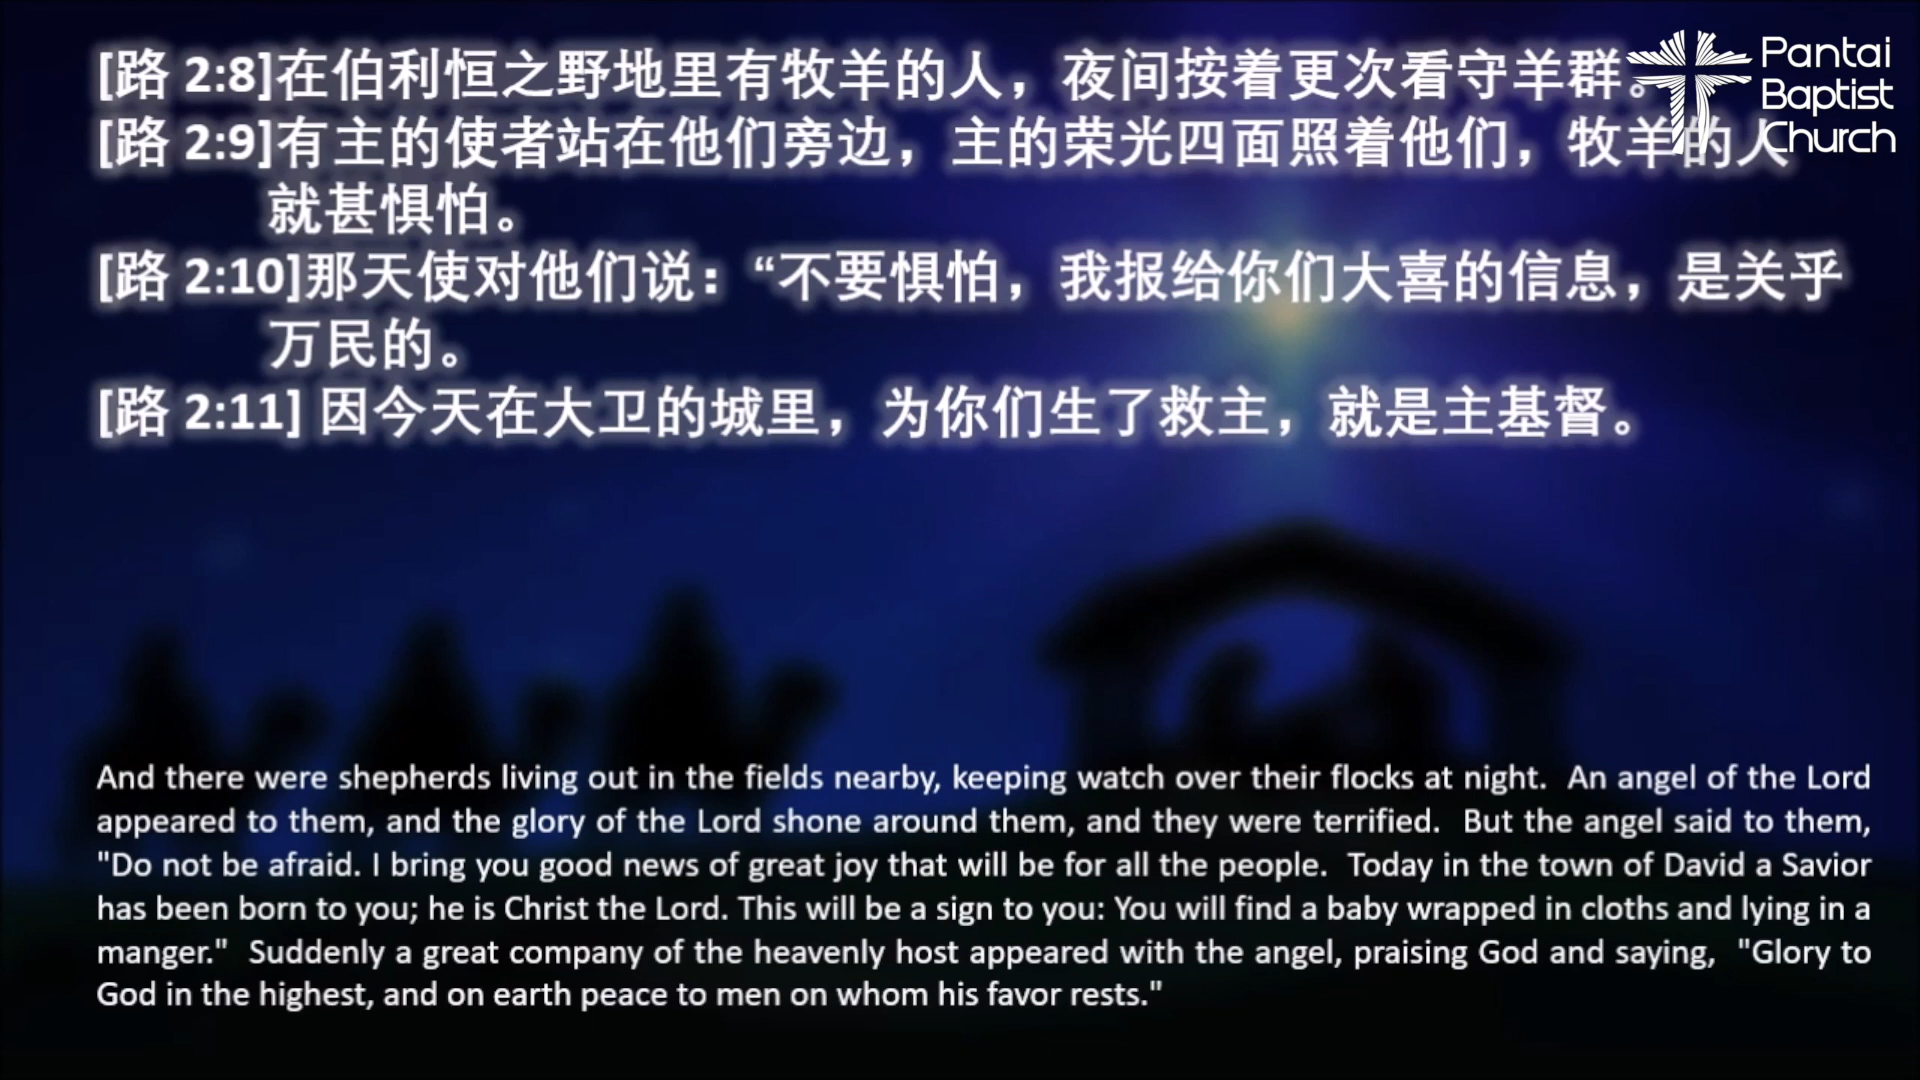 [路 2:8]在伯利恒之野地里有牧羊的人，夜间按着更次看守羊群。
[路 2:9]有主的使者站在他们旁边，主的荣光四面照着他们，牧羊的人
就甚惧怕。
[路 2:10]那天使对他们说：“不要惧怕，我报给你们大喜的信息，是关乎
万民的。
[路 2:11] 因今天在大卫的城里，为你们生了救主，就是主基督。
Pantai
Baptist
Church
And there were shepherds living out in the fields nearby, keeping watch over their flocks at night.  An angel of the Lord
appeared to them, and the glory of the Lord shone around them, and they were terrified.  But the angel said to them,
"Do not be afraid. I bring you good news of great joy that will be for all the people.  Today in the town of David a Savior
has been born to you; he is Christ the Lord. This will be a sign to you: You will find a baby wrapped in cloths and lying in a
manger."  Suddenly a great company of the heavenly host appeared with the angel, praising God and saying,  "Glory to
God in the highest, and on earth peace to men on whom his favor rests."